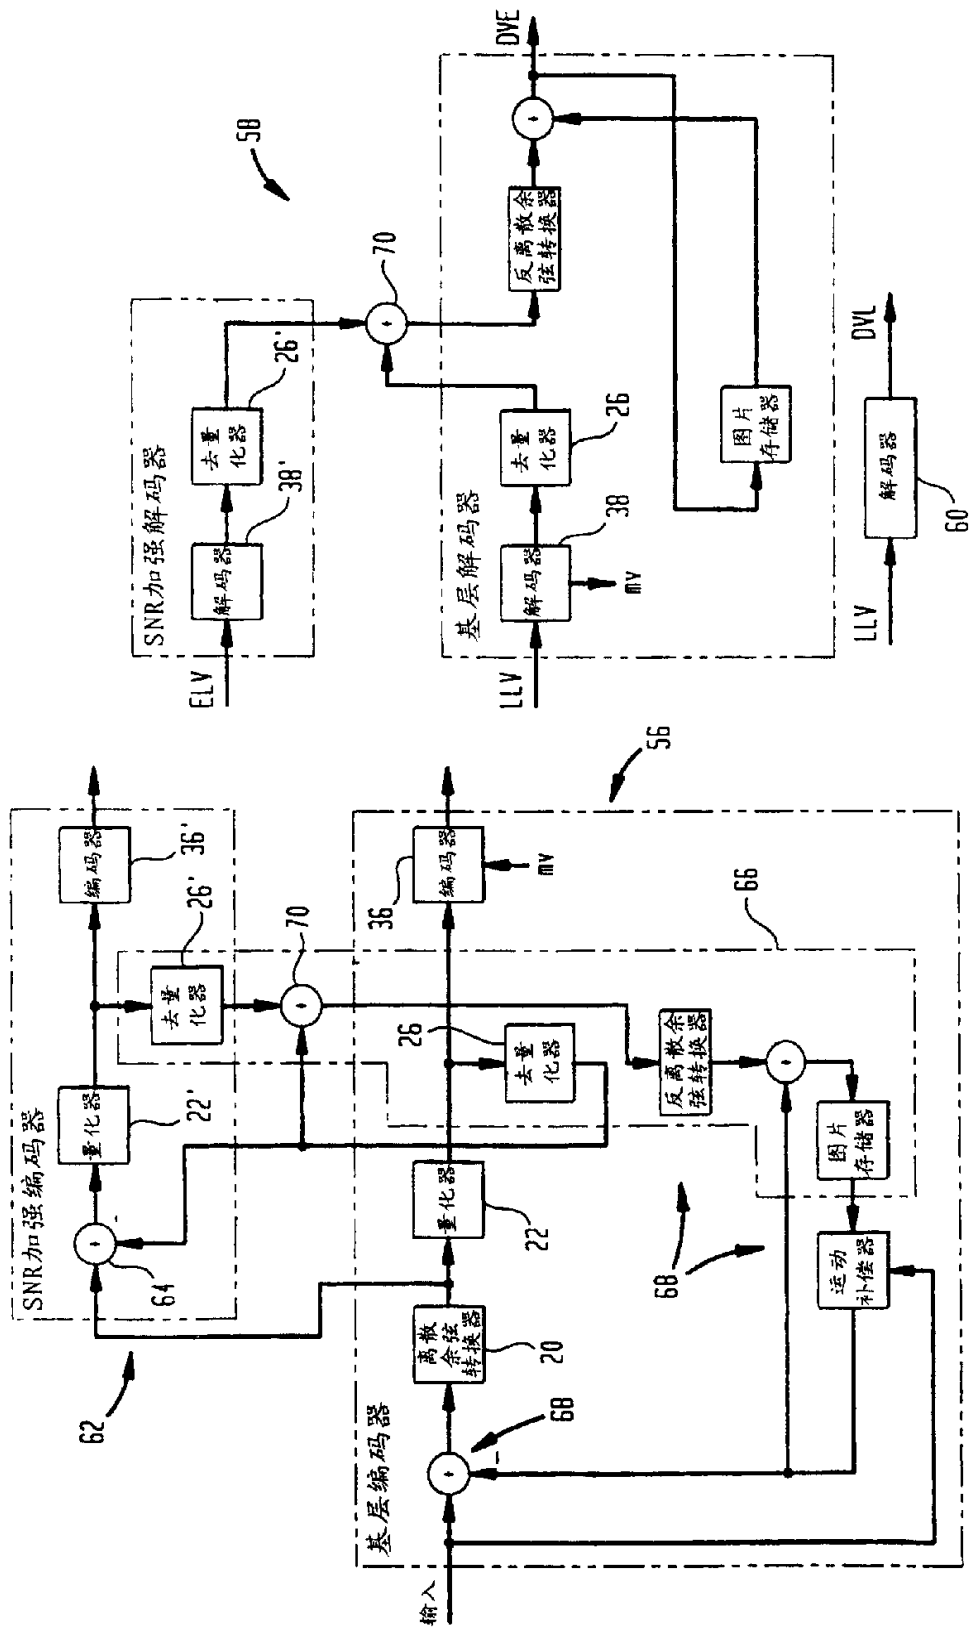 SNR加强编码器
64
量化器
22'
去量
化器
26'
编码器
36'
62
70
基层编码器
输入
68
离散
余弦
转换器
20
量化器
22
去量
化器
26
编码器
36
mv
56
66
反离散余
弦转换器
68
图片
存储器
运动
补偿器
SNR加强解码器
ELV
解码器
38'
去量
化器
26'
70
58
基层解码器
LLV
解码器
38
mv
去量
化器
26
反离散余
弦转换器
DVE
图片
存储器
LLV
解码器
60
DVL